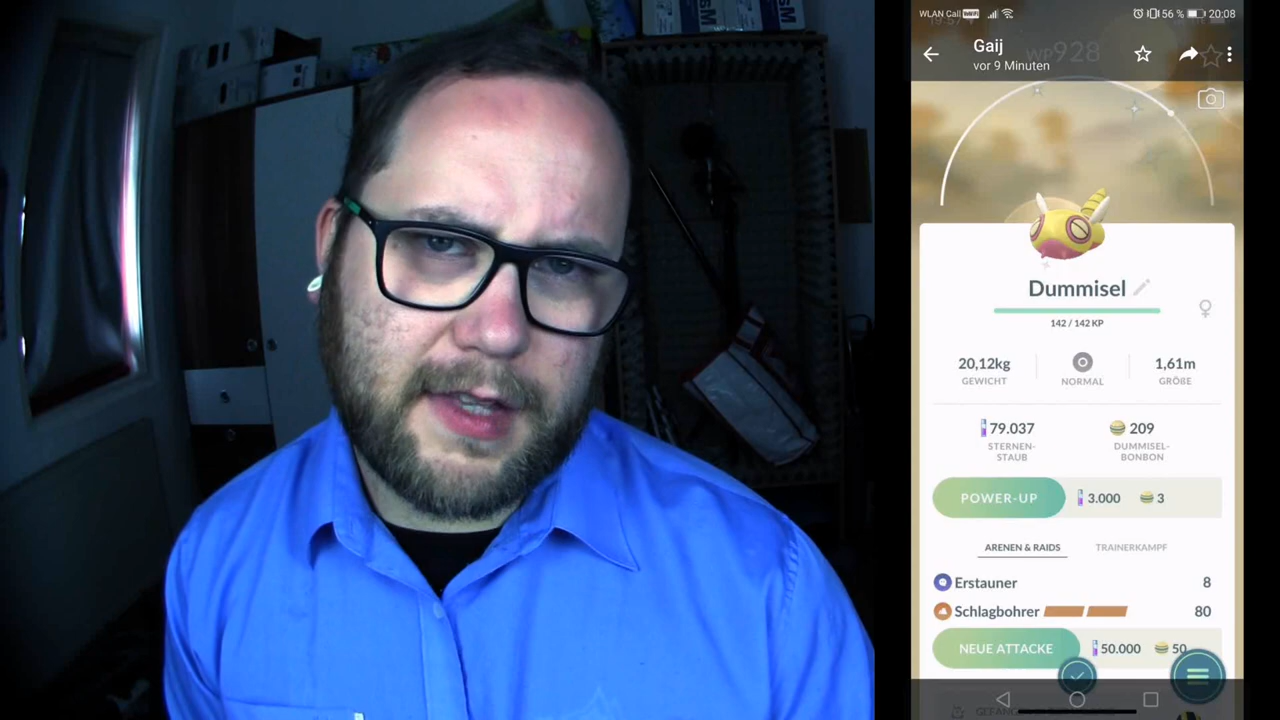 WLAN Call
56 % 20:08
Gaij
WP928
vor 9 Minuten
Dummisel
142 / 142 KP
20,12kg
GEWICHT
NORMAL
1,61m
GRÖßE
79.037
STERNEN-
STAUB
209
DUMMISEL-
BONBON
POWER-UP
3.000
3
ARENEN & RAIDS
TRAINERKAMPF
Erstauner
8
Schlagbohrer
80
NEUE ATTACKE
50.000
50